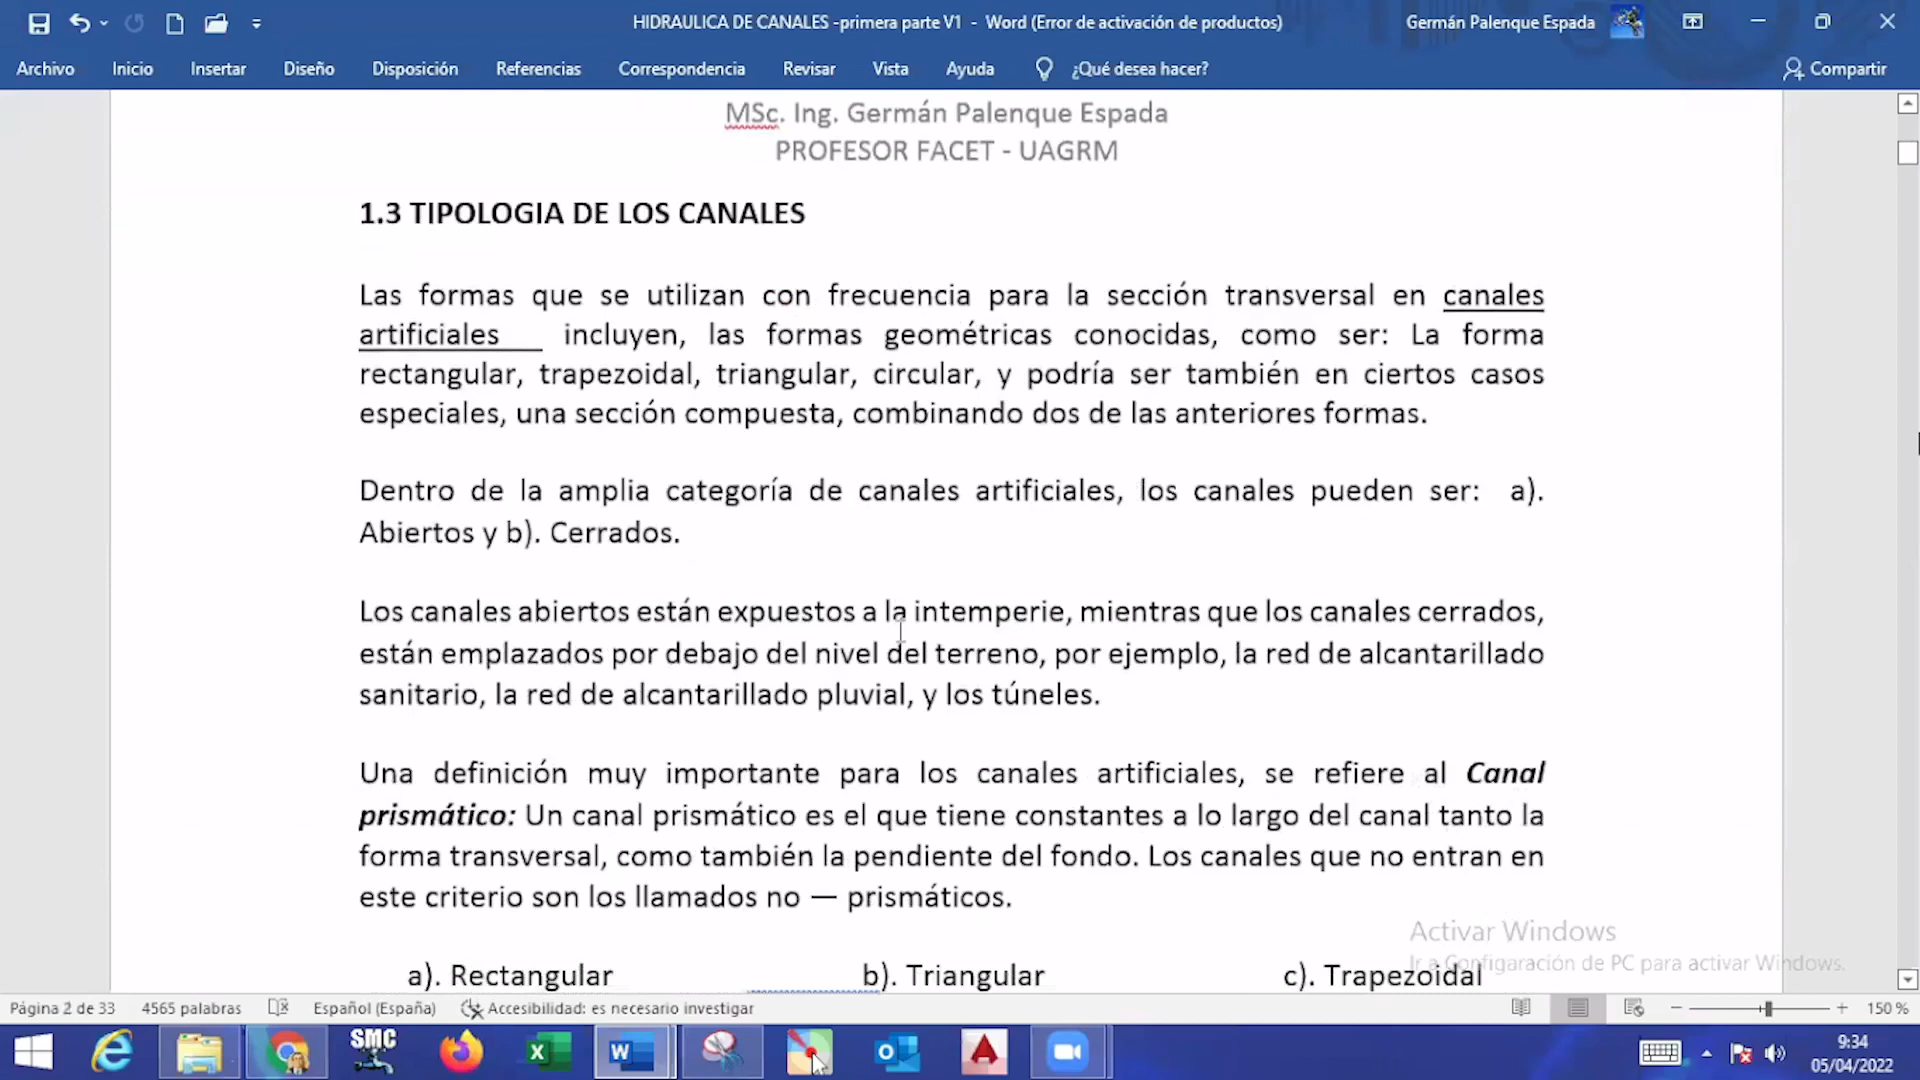 HIDRAULICA DE CANALES -primera parte V1 - Word (Error de activación de productos)
Germán Palenque Espada
Archivo Inicio Insertar Diseño Disposición Referencias Correspondencia Revisar Vista Ayuda ¿Qué desea hacer? Compartir
MSc. Ing. Germán Palenque Espada
PROFESOR FACET - UAGRM
1.3 TIPOLOGIA DE LOS CANALES
Las formas que se utilizan con frecuencia para la sección transversal en canales
artificiales incluyen, las formas geométricas conocidas, como ser: La forma
rectangular, trapezoidal, triangular, circular, y podría ser también en ciertos casos
especiales, una sección compuesta, combinando dos de las anteriores formas.
Dentro de la amplia categoría de canales artificiales, los canales pueden ser: a).
Abiertos y b). Cerrados.
Los canales abiertos están expuestos a la intemperie, mientras que los canales cerrados,
están emplazados por debajo del nivel del terreno, por ejemplo, la red de alcantarillado
sanitario, la red de alcantarillado pluvial, y los túneles.
Una definición muy importante para los canales artificiales, se refiere al Canal
prismático: Un canal prismático es el que tiene constantes a lo largo del canal tanto la
forma transversal, como también la pendiente del fondo. Los canales que no entran en
este criterio son los llamados no — prismáticos.
a). Rectangular b). Triangular c). Trapezoidal
Activar Windows
Ir a Configuración de PC para activar Windows.
Página 2 de 33 4565 palabras Español (España) Accesibilidad: es necesario investigar 150 %
SMC
9:34
05/04/2022